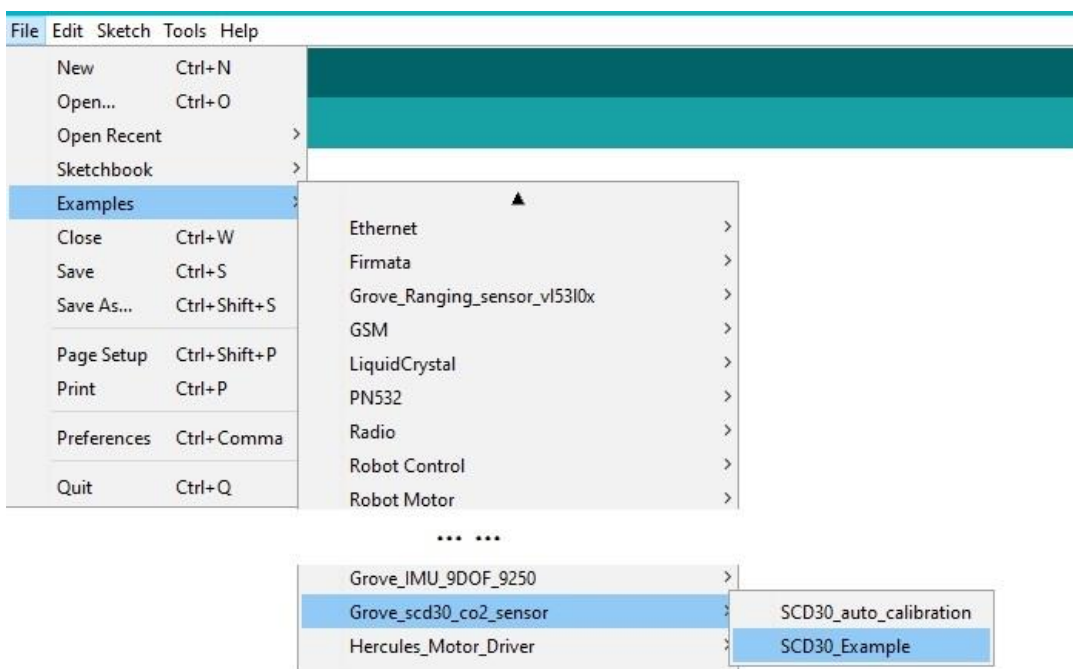 File Edit Sketch Tools Help
New Ctrl+N
Open... Ctrl+O
Open Recent
Sketchbook
Examples
Close Ctrl+W
Save Ctrl+S
Save As... Ctrl+Shift+S
Page Setup Ctrl+Shift+P
Print Ctrl+P
Preferences Ctrl+Comma
Quit Ctrl+Q
Ethernet
Firmata
Grove_Ranging_sensor_vl53l0x
GSM
LiquidCrystal
PN532
Radio
Robot Control
Robot Motor
... ...
Grove_IMU_9DOF_9250
Grove_scd30_co2_sensor
Hercules_Motor_Driver
SCD30_auto_calibration
SCD30_Example